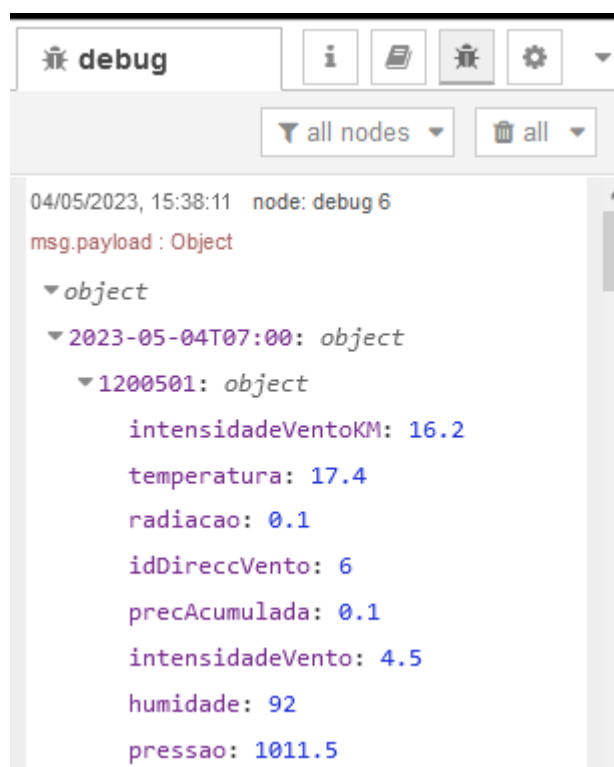 debug
i
all nodes
all
04/05/2023, 15:38:11 node: debug 6
msg.payload : Object
object
2023-05-04T07:00: object
1200501: object
intensidadeVentoKM: 16.2
temperatura: 17.4
radiacao: 0.1
idDireccVento: 6
precAcumulada: 0.1
intensidadeVento: 4.5
humidade: 92
pressao: 1011.5